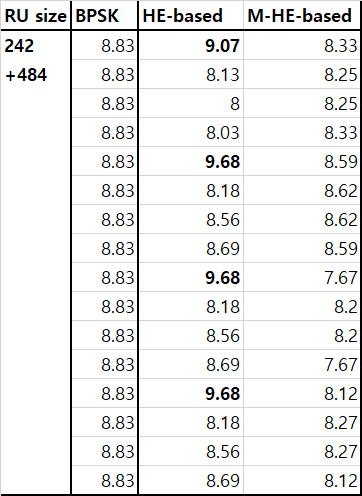 RU size BPSK HE-based M-HE-based
242 8.83 9.07 8.33
+484 8.83 8.13 8.25
8.83 8 8.25
8.83 8.03 8.33
8.83 9.68 8.59
8.83 8.18 8.62
8.83 8.56 8.62
8.83 8.69 8.59
8.83 9.68 7.67
8.83 8.18 8.2
8.83 8.56 8.2
8.83 8.69 7.67
8.83 9.68 8.12
8.83 8.18 8.27
8.83 8.56 8.27
8.83 8.69 8.12